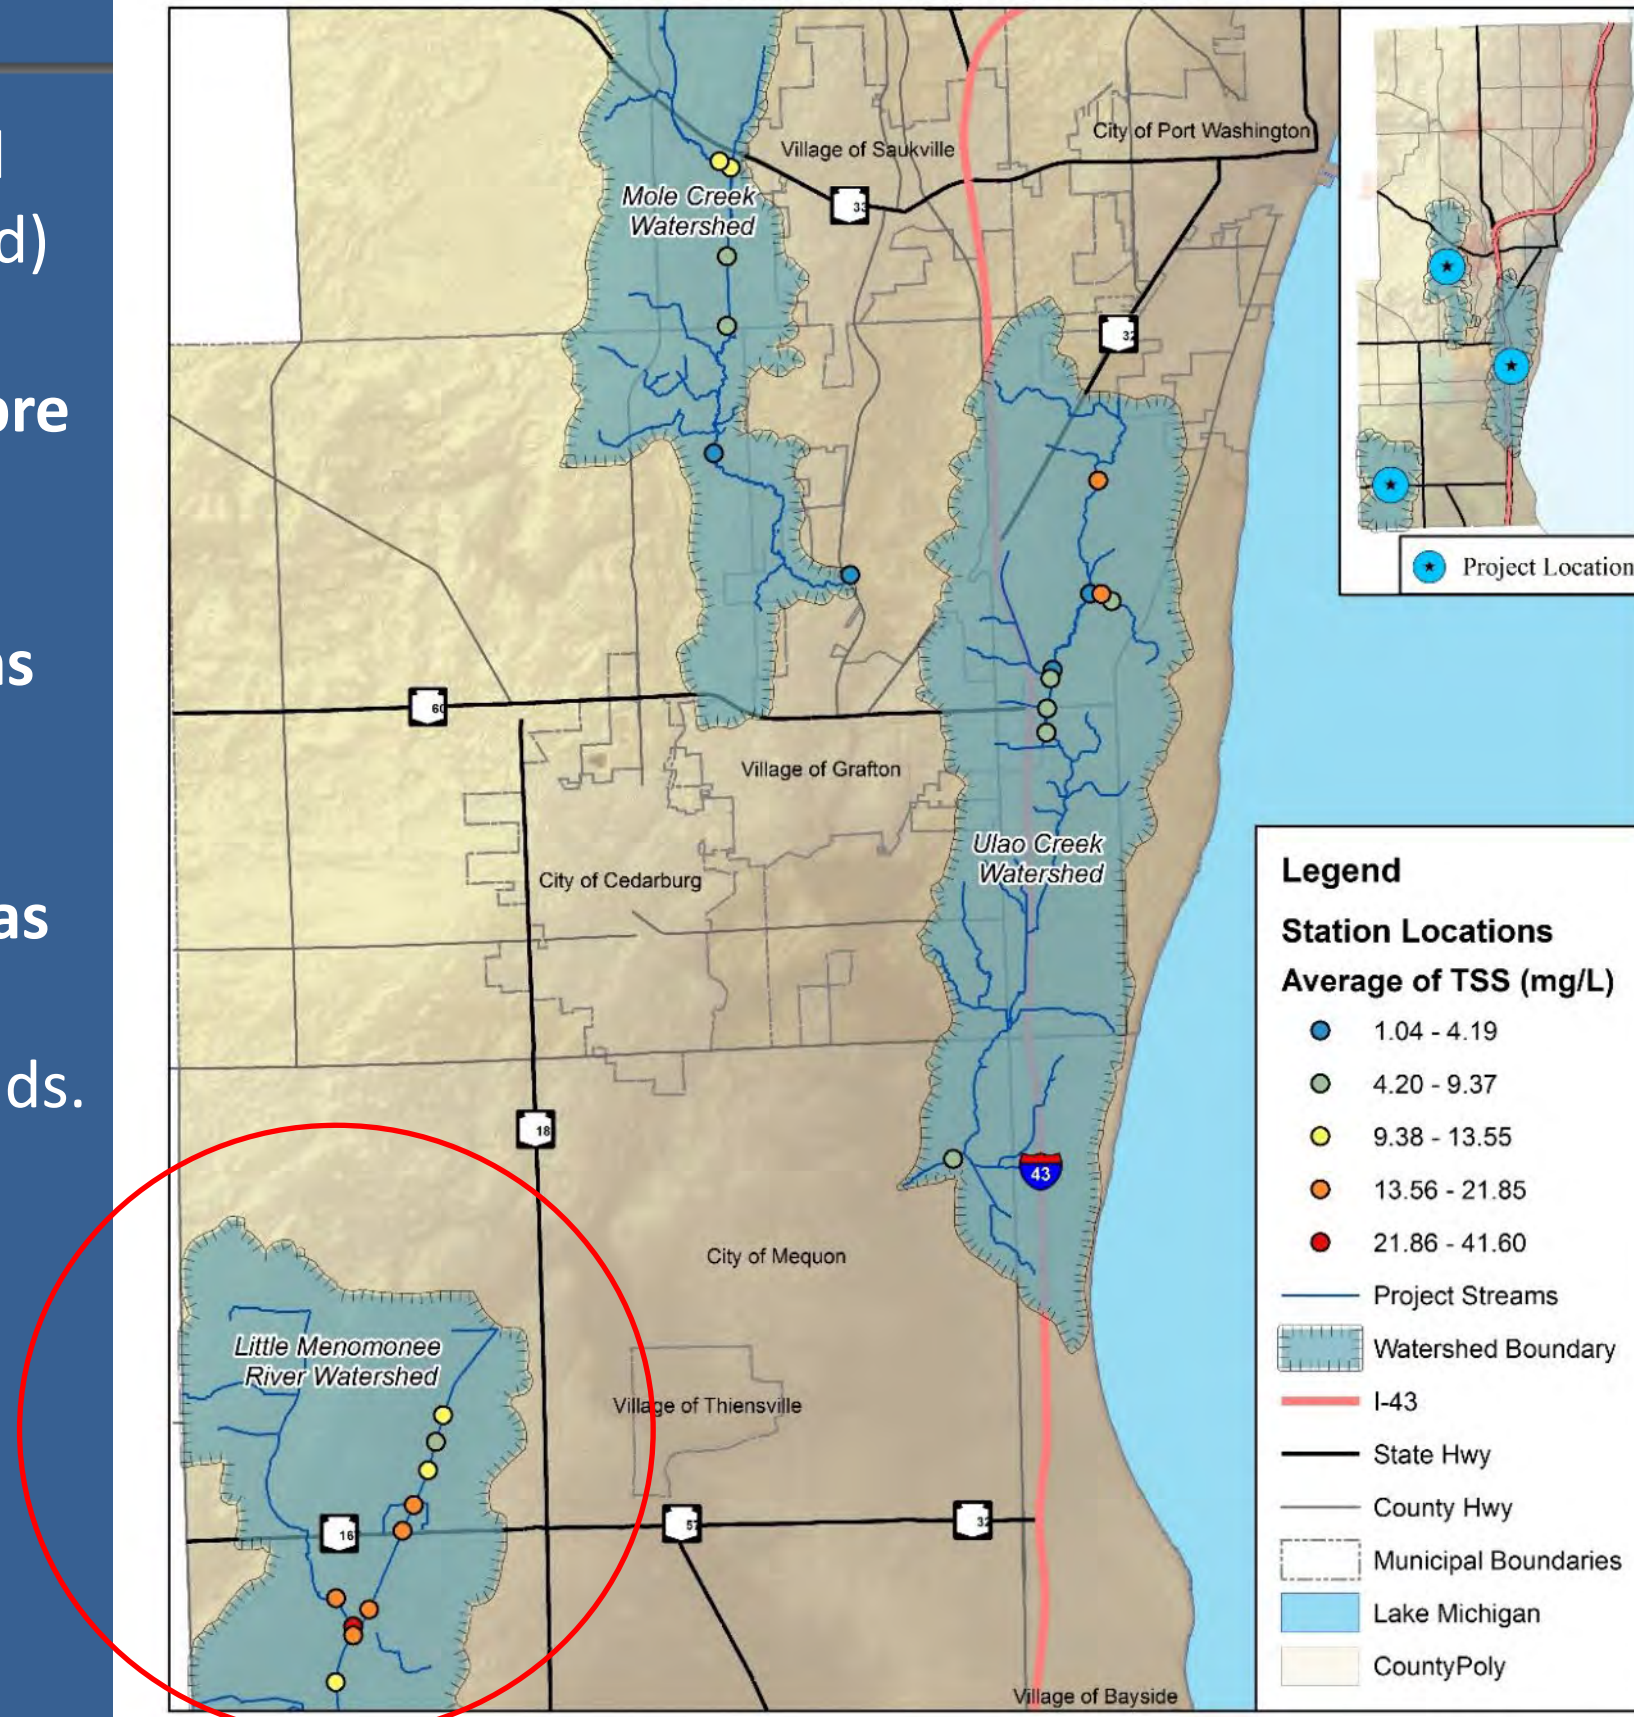 d)
ore
as
as
ds.
Village of Saukville
City of Port Washington
Mole Creek
Watershed
33
32
60
Village of Grafton
Ulao Creek
Watershed
City of Cedarburg
18
43
City of Mequon
Little Menomonee
River Watershed
Village of Thiensville
16
57
32
Village of Bayside
Project Location
Legend
Station Locations
Average of TSS (mg/L)
1.04 - 4.19
4.20 - 9.37
9.38 - 13.55
13.56 - 21.85
21.86 - 41.60
Project Streams
Watershed Boundary
I-43
State Hwy
County Hwy
Municipal Boundaries
Lake Michigan
CountyPoly